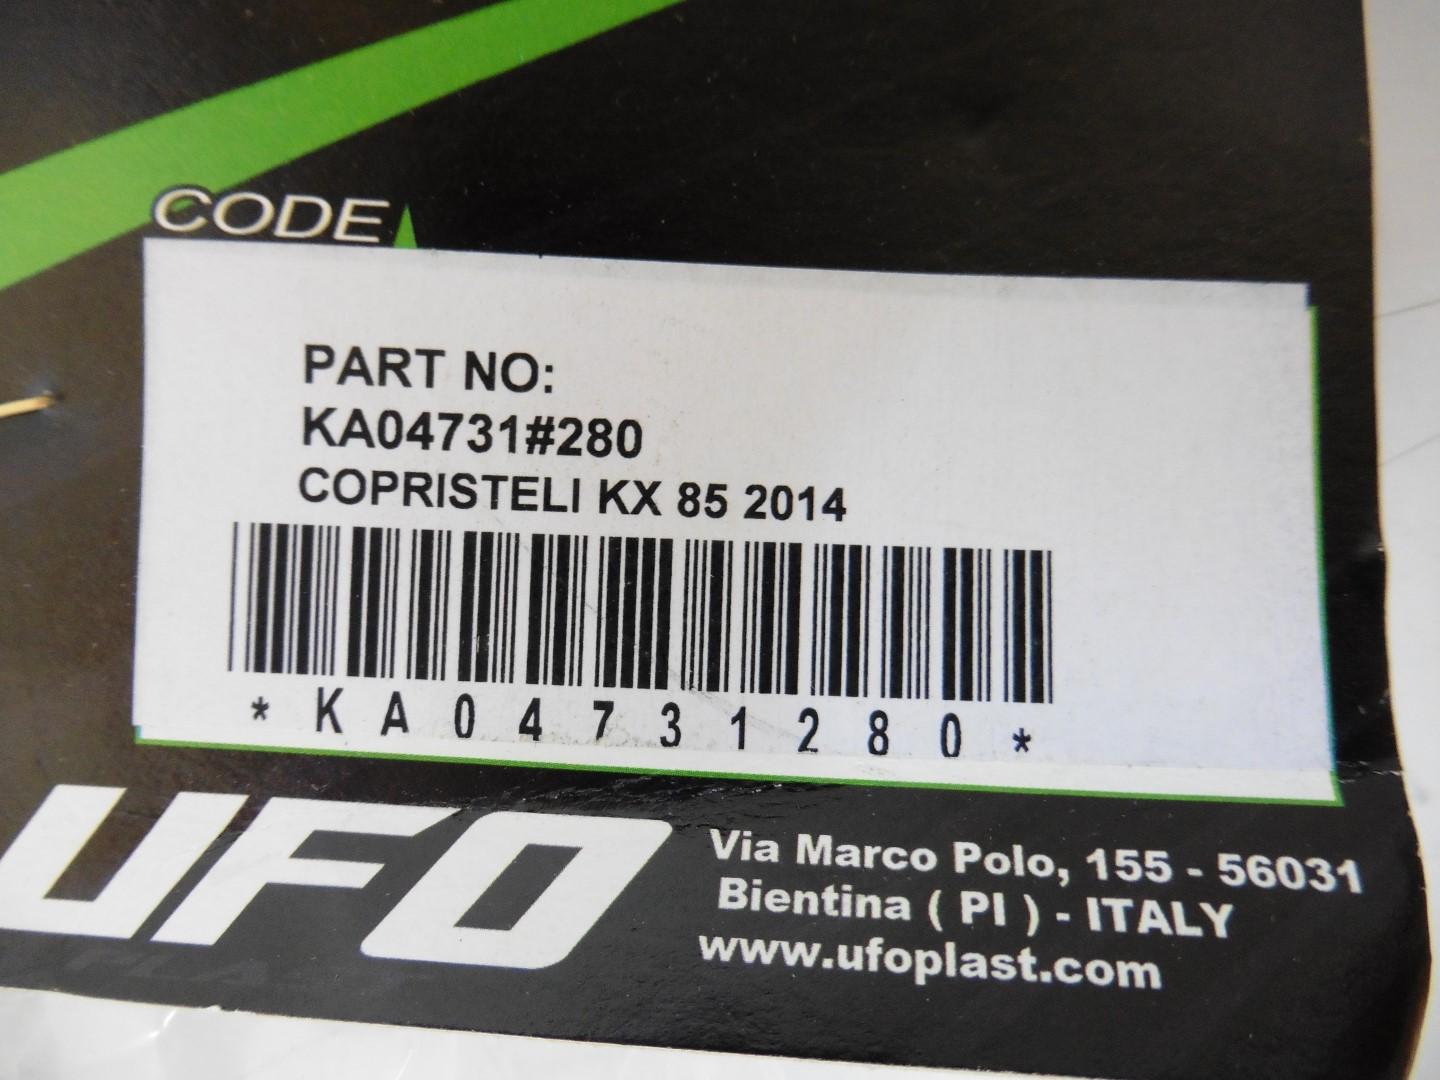 CODE
PART NO:
KA04731#280
COPRISTELI KX 85 2014
*KA04731280*
UFO
Via Marco Polo, 155 - 56031
Bientina ( PI ) - ITALY
www.ufoplast.com